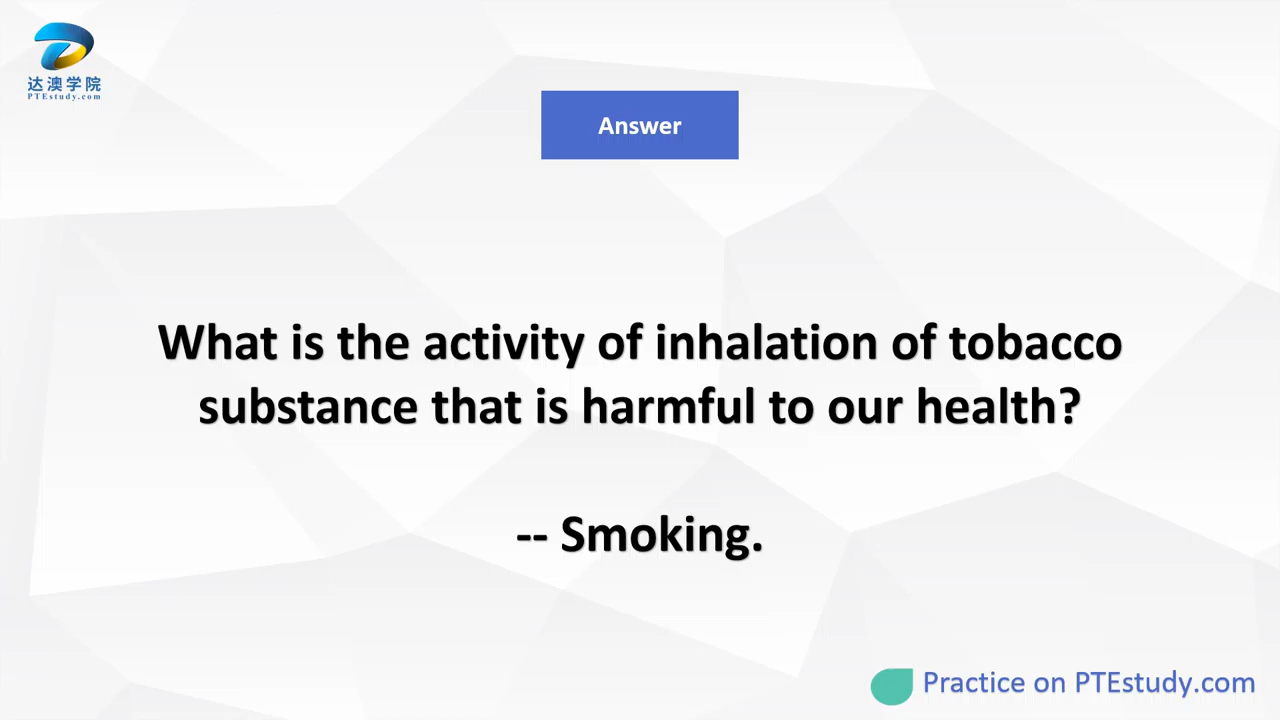 达澳学院
PTEstudy.com
Answer
What is the activity of inhalation of tobacco
substance that is harmful to our health?
-- Smoking.
Practice on PTEstudy.com